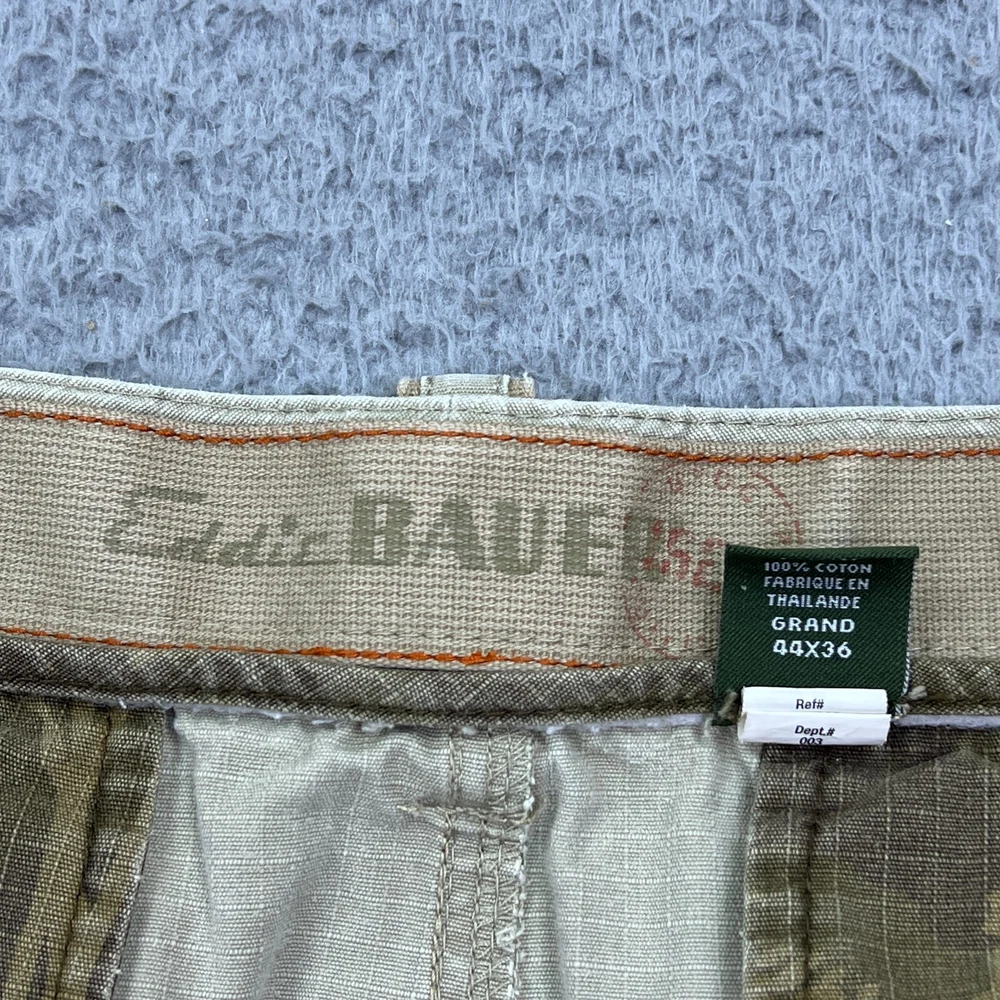 Eddie BAUER
100% COTON
FABRIQUE EN
THAILANDE
GRAND
44X36
Ref#
Dept.#
003